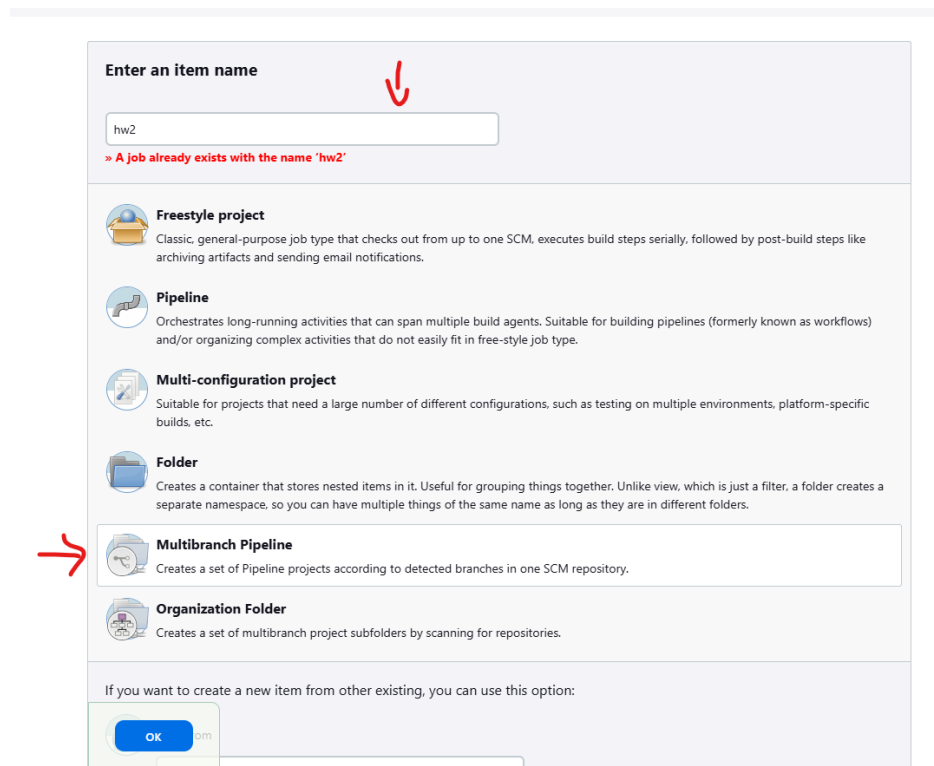 Enter an item name
hw2
» A job already exists with the name ‘hw2’
Freestyle project
Classic, general-purpose job type that checks out from up to one SCM, executes build steps serially, followed by post-build steps like
archiving artifacts and sending email notifications.
Pipeline
Orchestrates long-running activities that can span multiple build agents. Suitable for building pipelines (formerly known as workflows)
and/or organizing complex activities that do not easily fit in free-style job type.
Multi-configuration project
Suitable for projects that need a large number of different configurations, such as testing on multiple environments, platform-specific
builds, etc.
Folder
Creates a container that stores nested items in it. Useful for grouping things together. Unlike view, which is just a filter, a folder creates a
separate namespace, so you can have multiple things of the same name as long as they are in different folders.
Multibranch Pipeline
Creates a set of Pipeline projects according to detected branches in one SCM repository.
Organization Folder
Creates a set of multibranch project subfolders by scanning for repositories.
If you want to create a new item from other existing, you can use this option:
OK